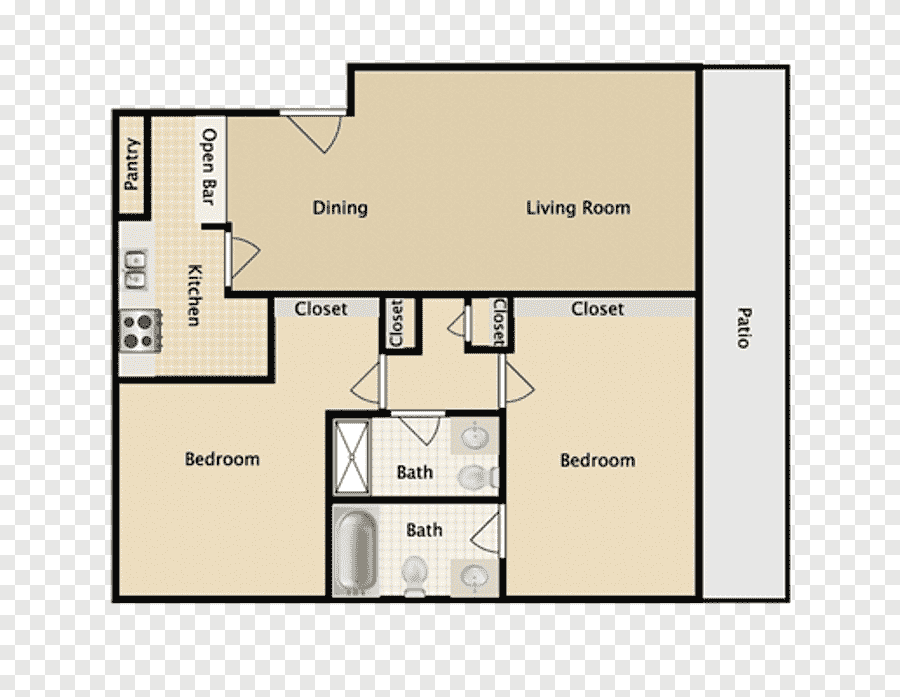 Pantry
Open Bar
Dining
Living Room
Kitchen
Closet
Closet
Closet
Closet
Patio
Bedroom
Bath
Bedroom
Bath